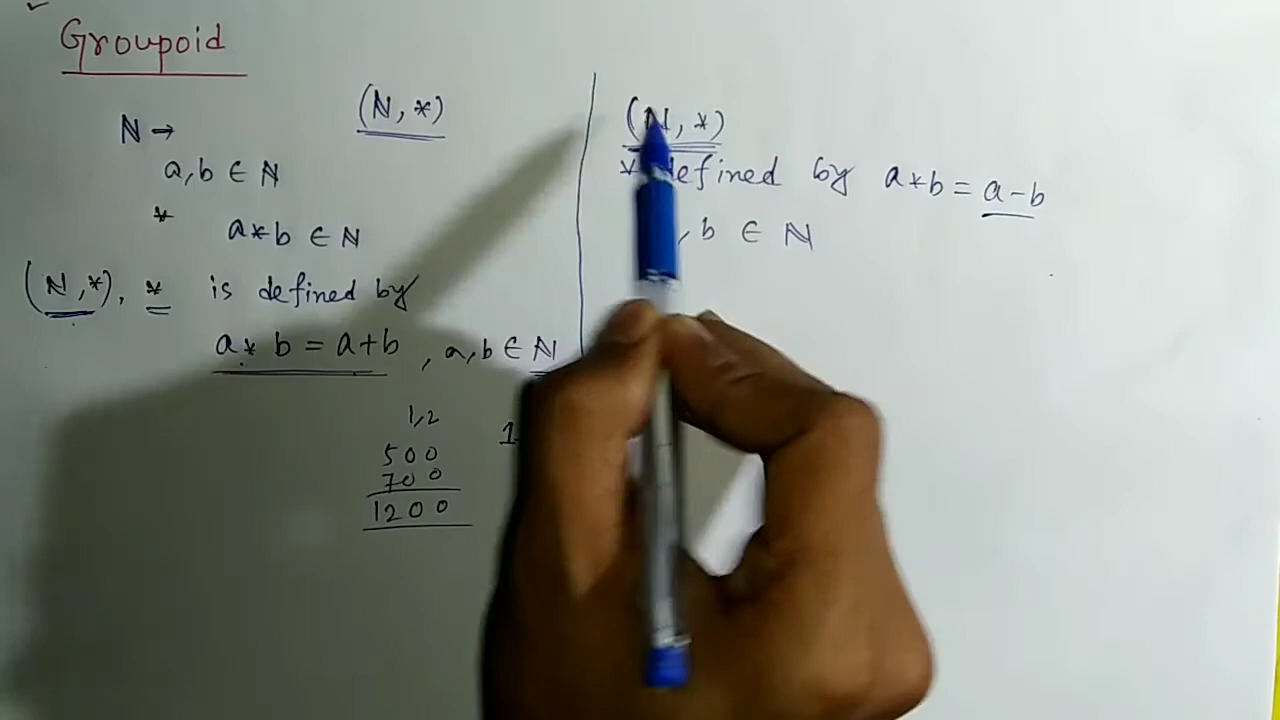 Groupoid
(N, *)
N →
a, b ∈ N
*
a * b ∈ N
(N, *), * is defined by
a * b = a + b , a, b ∈ N
1, 2
500
700
1200
(N, *)
* defined by a * b = a - b
, b ∈ N